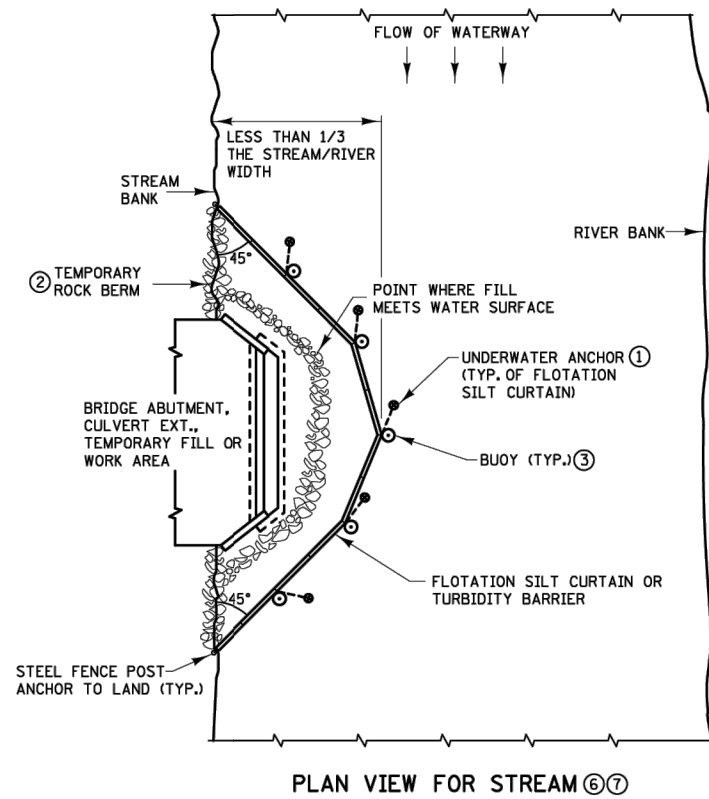 FLOW OF WATERWAY
LESS THAN 1/3
THE STREAM/RIVER
WIDTH
STREAM
BANK
RIVER BANK
45°
② TEMPORARY
ROCK BERM
POINT WHERE FILL
MEETS WATER SURFACE
UNDERWATER ANCHOR ①
(TYP. OF FLOTATION
SILT CURTAIN)
BRIDGE ABUTMENT,
CULVERT EXT.,
TEMPORARY FILL OR
WORK AREA
BUOY (TYP.) ③
FLOTATION SILT CURTAIN OR
TURBIDITY BARRIER
45°
STEEL FENCE POST
ANCHOR TO LAND (TYP.)
PLAN VIEW FOR STREAM ⑥⑦